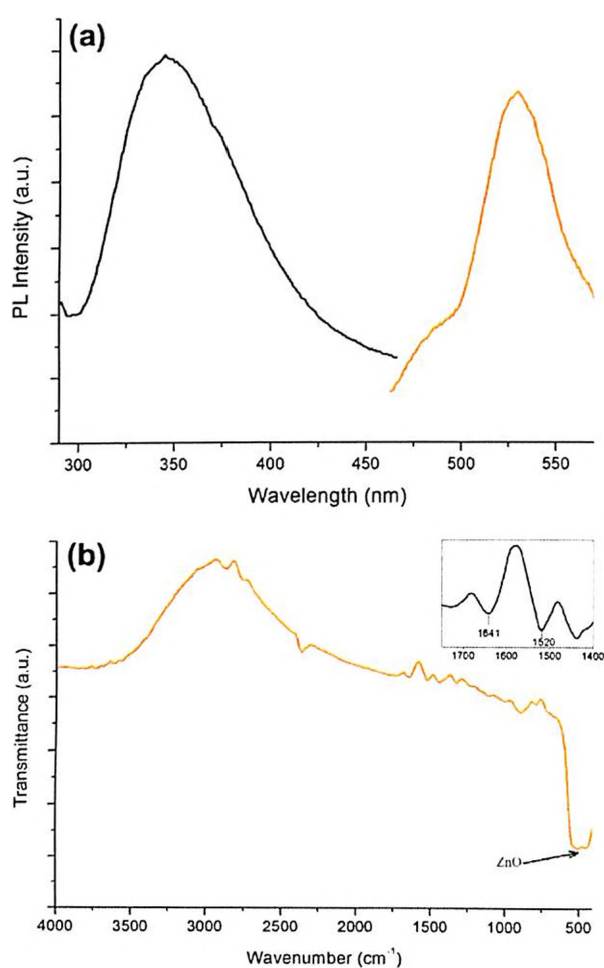 (a)
PL Intensity (a.u.)
300 350 400 450 500 550
Wavelength (nm)
(b)
1641
1520
1700 1600 1500 1400
Transmittance (a.u.)
ZnO
4000 3500 3000 2500 2000 1500 1000 500
Wavenumber (cm⁻¹)